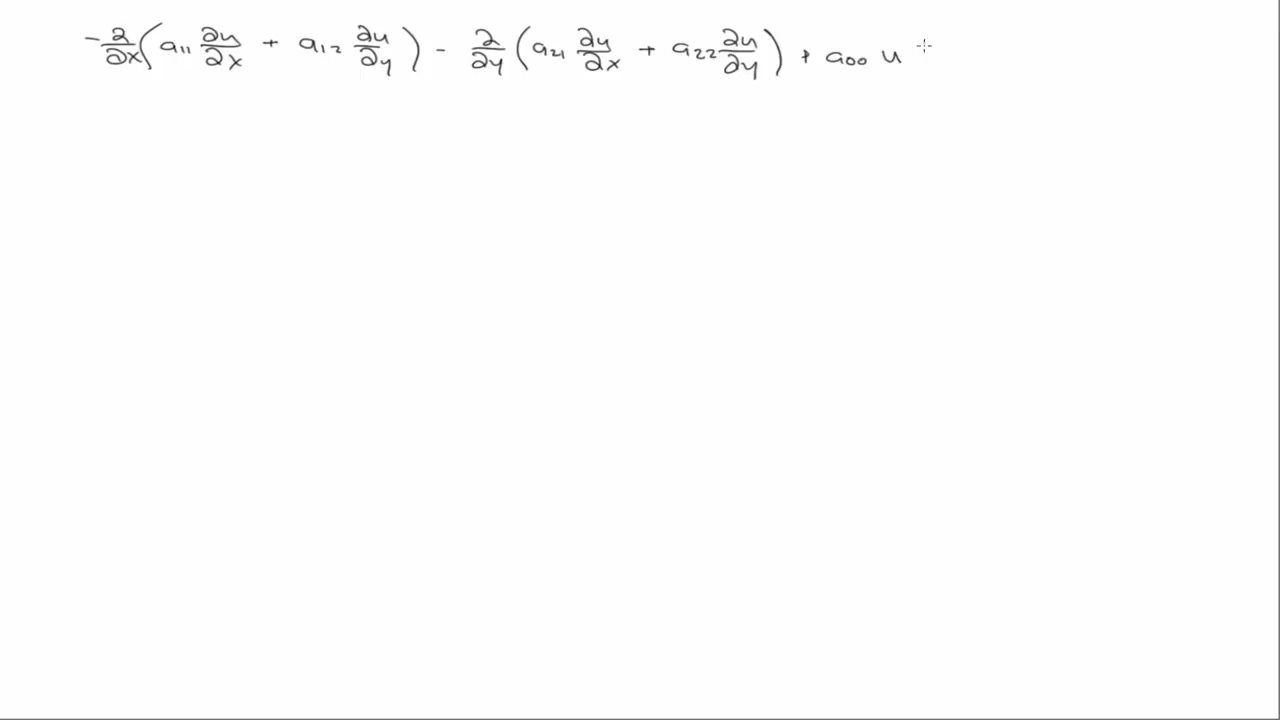 -∂/∂x(a₁₁ ∂u/∂x + a₁₂ ∂u/∂y) - ∂/∂y(a₂₁ ∂u/∂x + a₂₂ ∂u/∂y) + a₀₀ u